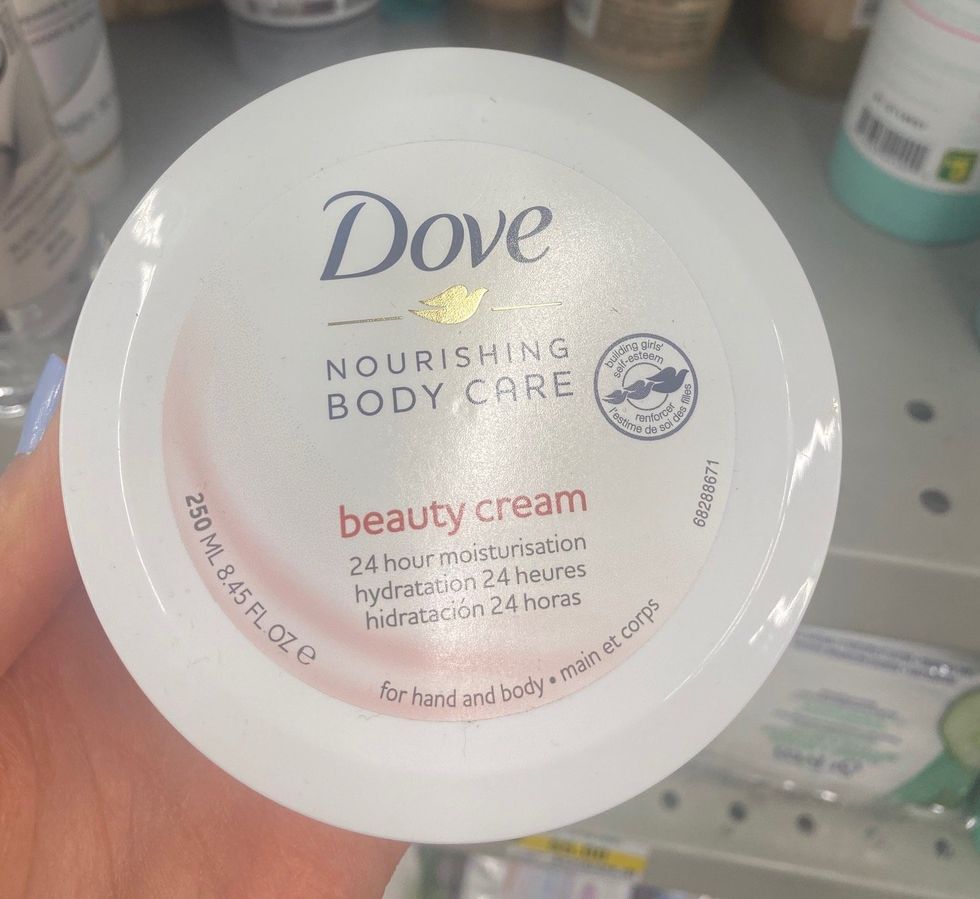 Dove
NOURISHING
BODY CARE
building girls'
self-esteem
renforcer
l'estime de soi des filles
beauty cream
24 hour moisturisation
hydratation 24 heures
hidratación 24 horas
68288671
250 ML 8.45 FL OZ e
for hand and body • main et corps